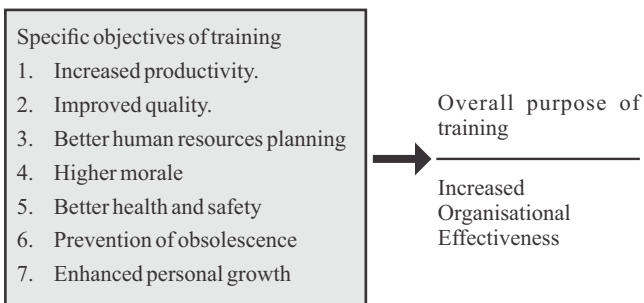 Specific objectives of training
1. Increased productivity.
2. Improved quality.
3. Better human resources planning
4. Higher morale
5. Better health and safety
6. Prevention of obsolescence
7. Enhanced personal growth
Overall purpose of
training
Increased
Organisational
Effectiveness